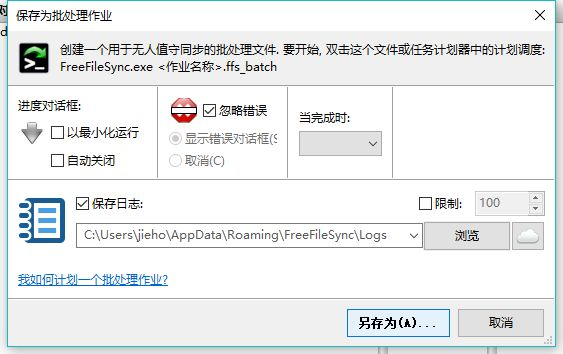 保存为批处理作业
创建一个用于无人值守同步的批处理文件. 要开始, 双击这个文件或任务计划器中的计划调度:
FreeFileSync.exe <作业名称>.ffs_batch
进度对话框:
以最小化运行
自动关闭
忽略错误
显示错误对话框(S
取消(C)
当完成时:
保存日志:
限制:
100
C:\Users\jieho\AppData\Roaming\FreeFileSync\Logs
浏览
我如何计划一个批处理作业?
另存为(A)...
取消